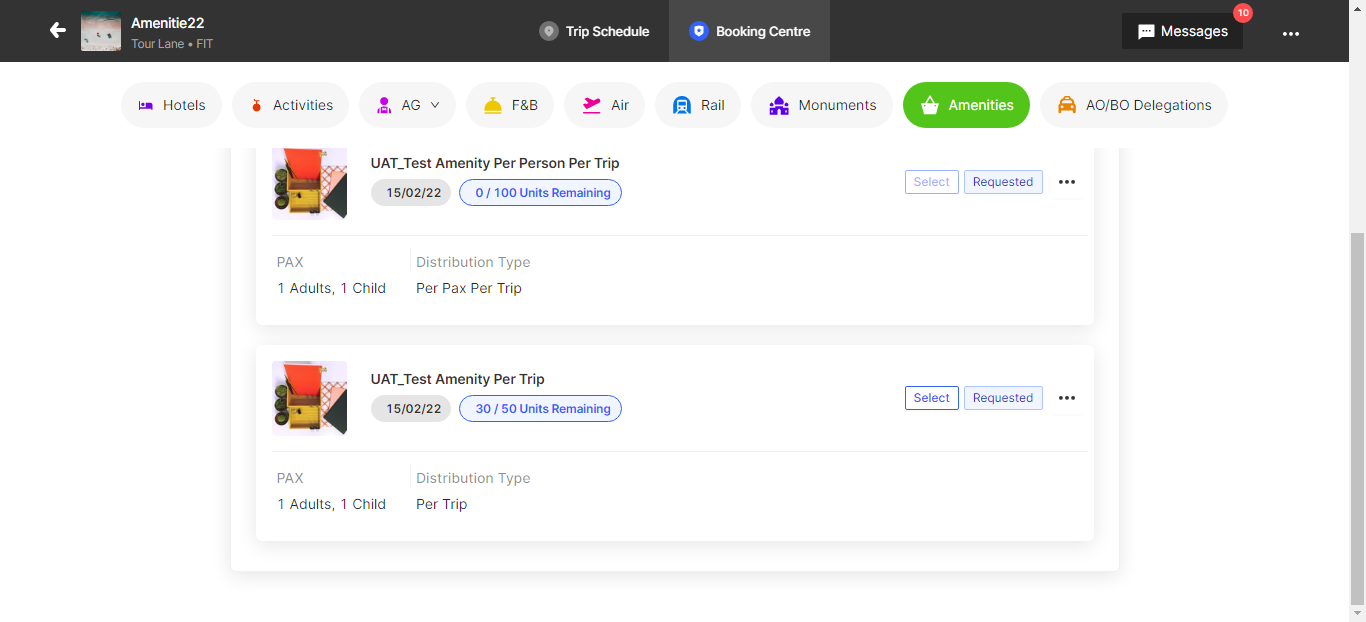 Amenitie22
Tour Lane • FIT
Trip Schedule
Booking Centre
Messages
10
Hotels
Activities
AG
F&B
Air
Rail
Monuments
Amenities
AO/BO Delegations
UAT_Test Amenity Per Person Per Trip
15/02/22
0 / 100 Units Remaining
Select
Requested
PAX
Distribution Type
1 Adults, 1 Child
Per Pax Per Trip
UAT_Test Amenity Per Trip
15/02/22
30 / 50 Units Remaining
Select
Requested
PAX
Distribution Type
1 Adults, 1 Child
Per Trip